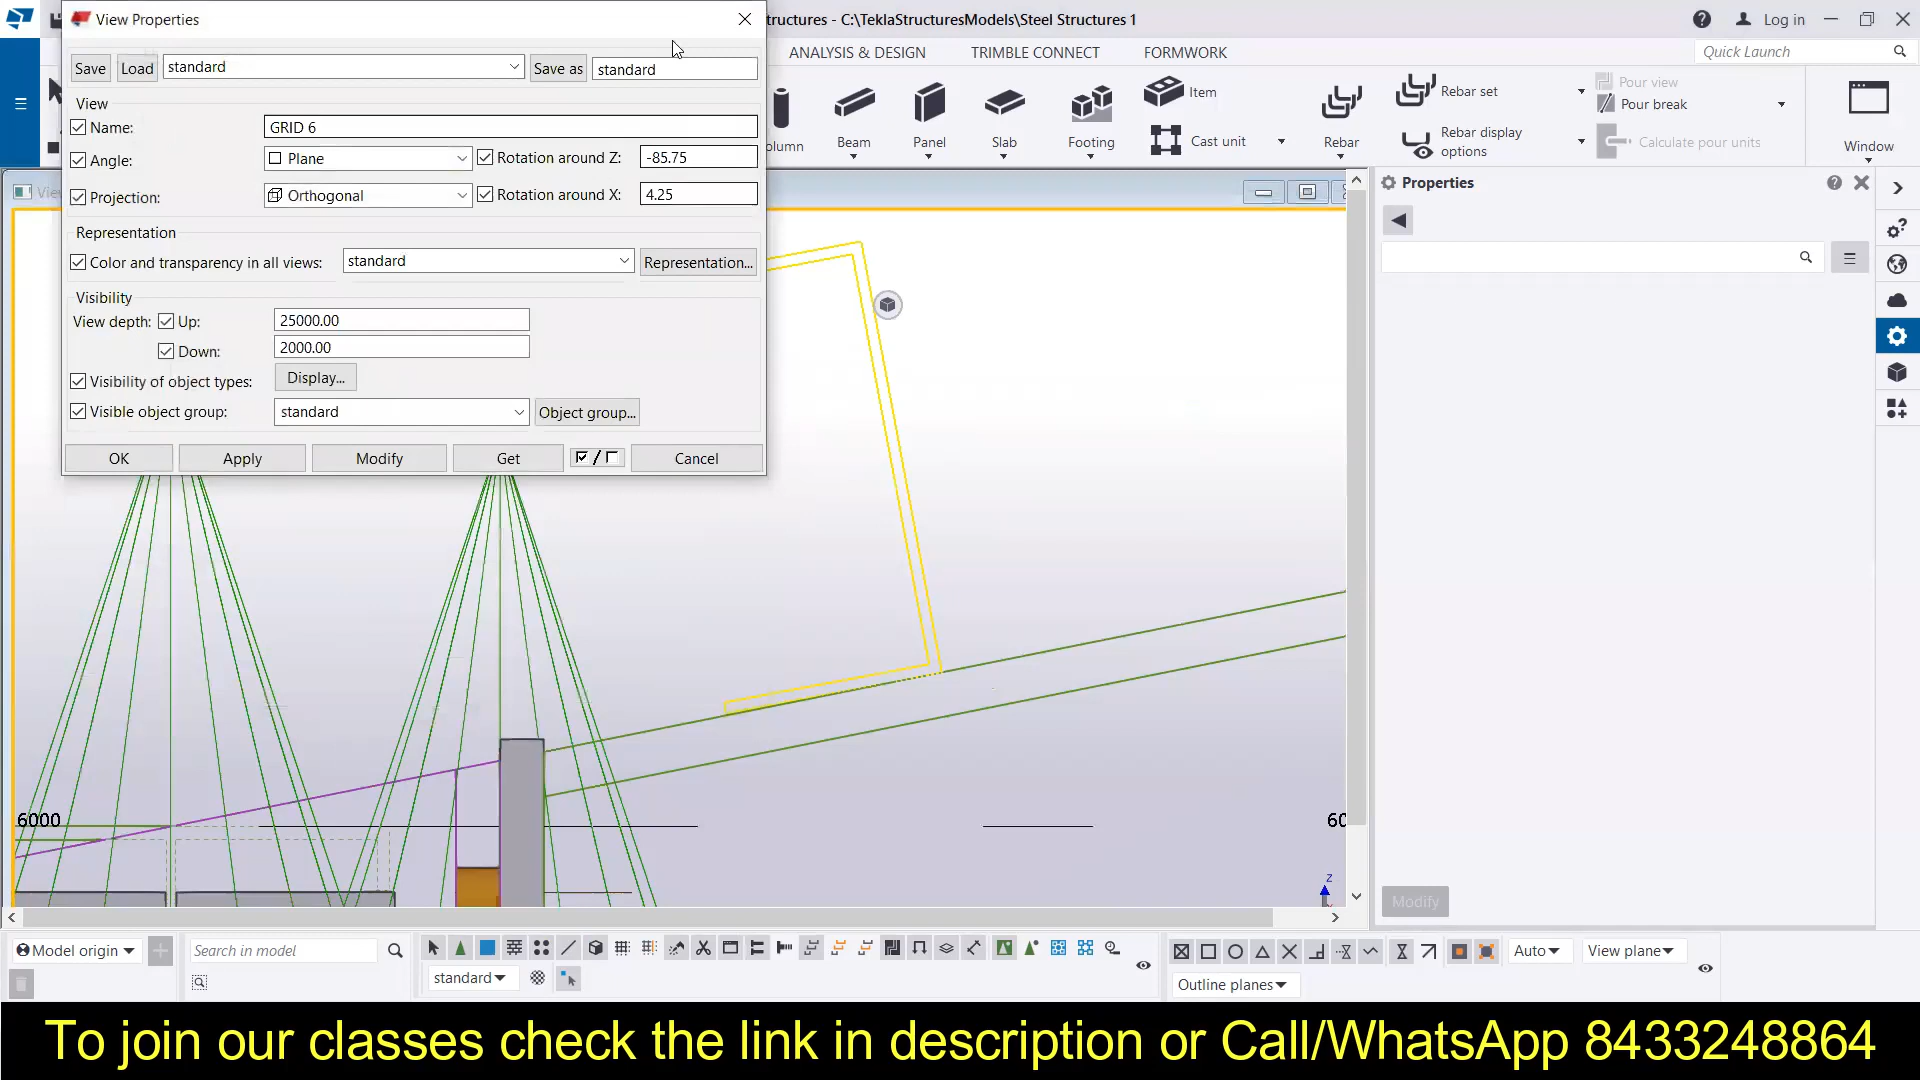 View Properties
tructures - C:\TeklaStructuresModels\Steel Structures 1
Log in
Save
Load
standard
Save as
standard
ANALYSIS & DESIGN
TRIMBLE CONNECT
FORMWORK
Quick Launch
View
Name:
GRID 6
Angle:
Plane
Rotation around Z:
-85.75
Projection:
Orthogonal
Rotation around X:
4.25
olumn
Beam
Panel
Slab
Footing
Item
Cast unit
Rebar
Rebar set
Rebar display
options
Pour view
Pour break
Calculate pour units
Window
Representation
Color and transparency in all views:
standard
Representation...
Visibility
View depth:
Up:
25000.00
Down:
2000.00
Visibility of object types:
Display...
Visible object group:
standard
Object group...
OK
Apply
Modify
Get
Cancel
Properties
6000
60
z
Modify
Model origin
Search in model
standard
Auto
View plane
Outline planes
To join our classes check the link in description or Call/WhatsApp 8433248864